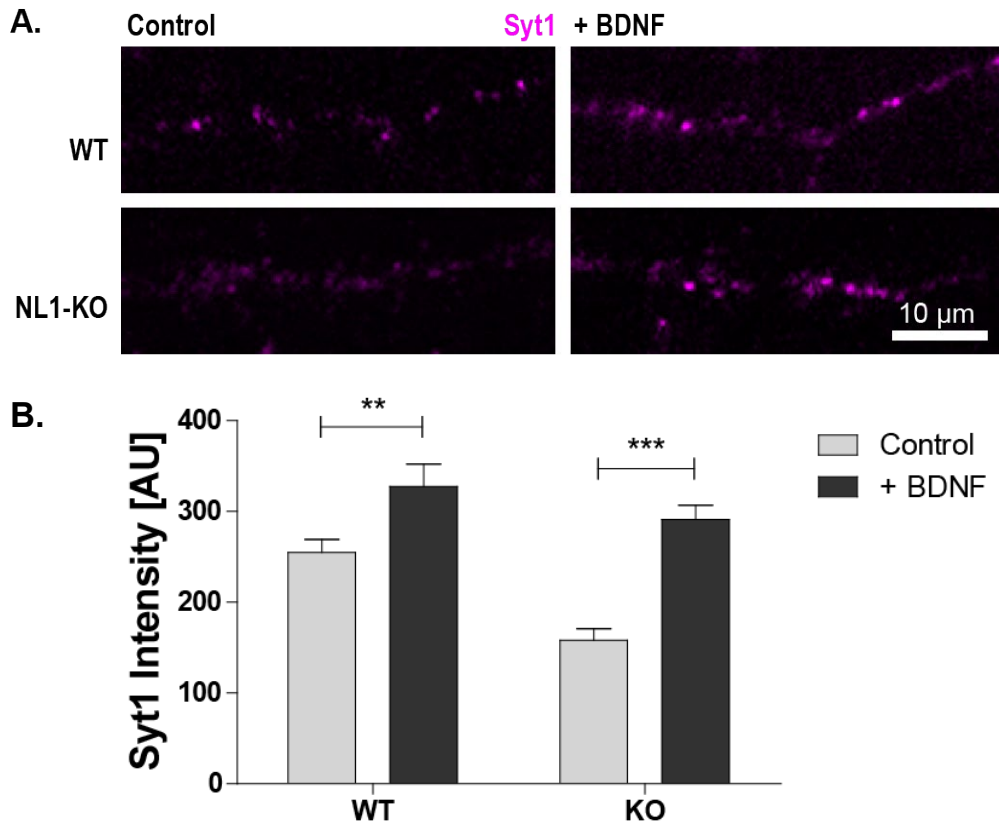 A.
Control Syt1 + BDNF
WT
NL1-KO
10 µm
B.
Syt1 Intensity [AU]
400
300
200
100
0
**
***
WT
KO
Control
+ BDNF